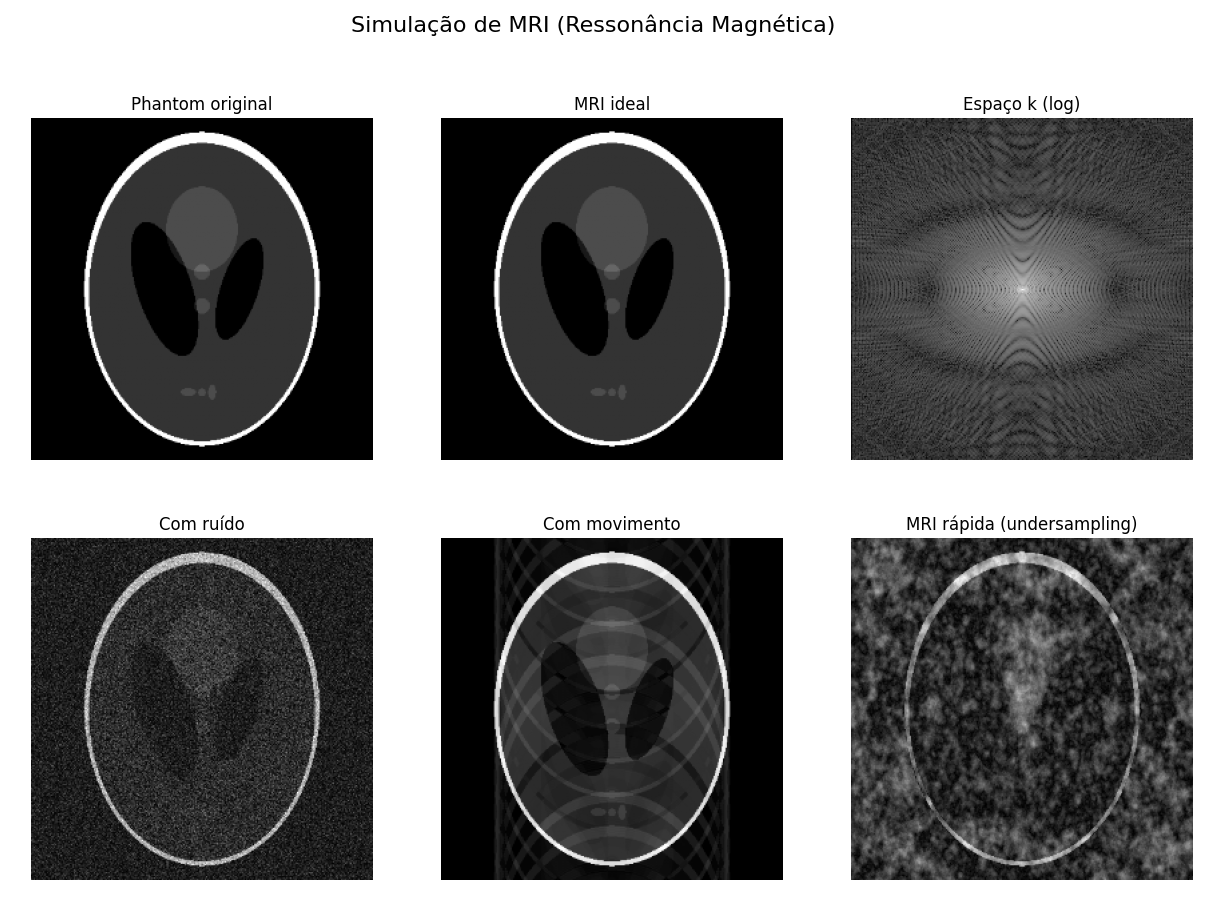 Simulação de MRI (Ressonância Magnética)
Phantom original
MRI ideal
Espaço k (log)
Com ruído
Com movimento
MRI rápida (undersampling)